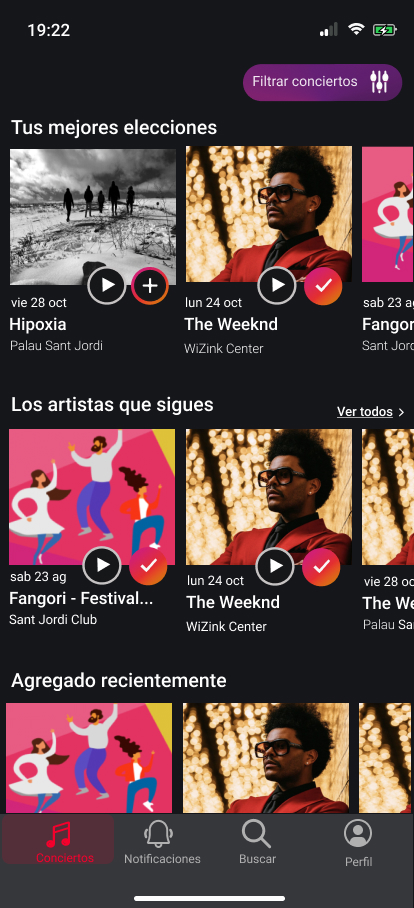 19:22
Filtrar conciertos
Tus mejores elecciones
vie 28 oct
Hipoxia
Palau Sant Jordi
lun 24 oct
The Weeknd
WiZink Center
sab 23 ag
Fangor
Sant Jord
Los artistas que sigues
Ver todos
sab 23 ag
Fangori - Festival...
Sant Jordi Club
lun 24 oct
The Weeknd
WiZink Center
vie 28 oc
The We
Palau Sa
Agregado recientemente
Conciertos
Notificaciones
Buscar
Perfil